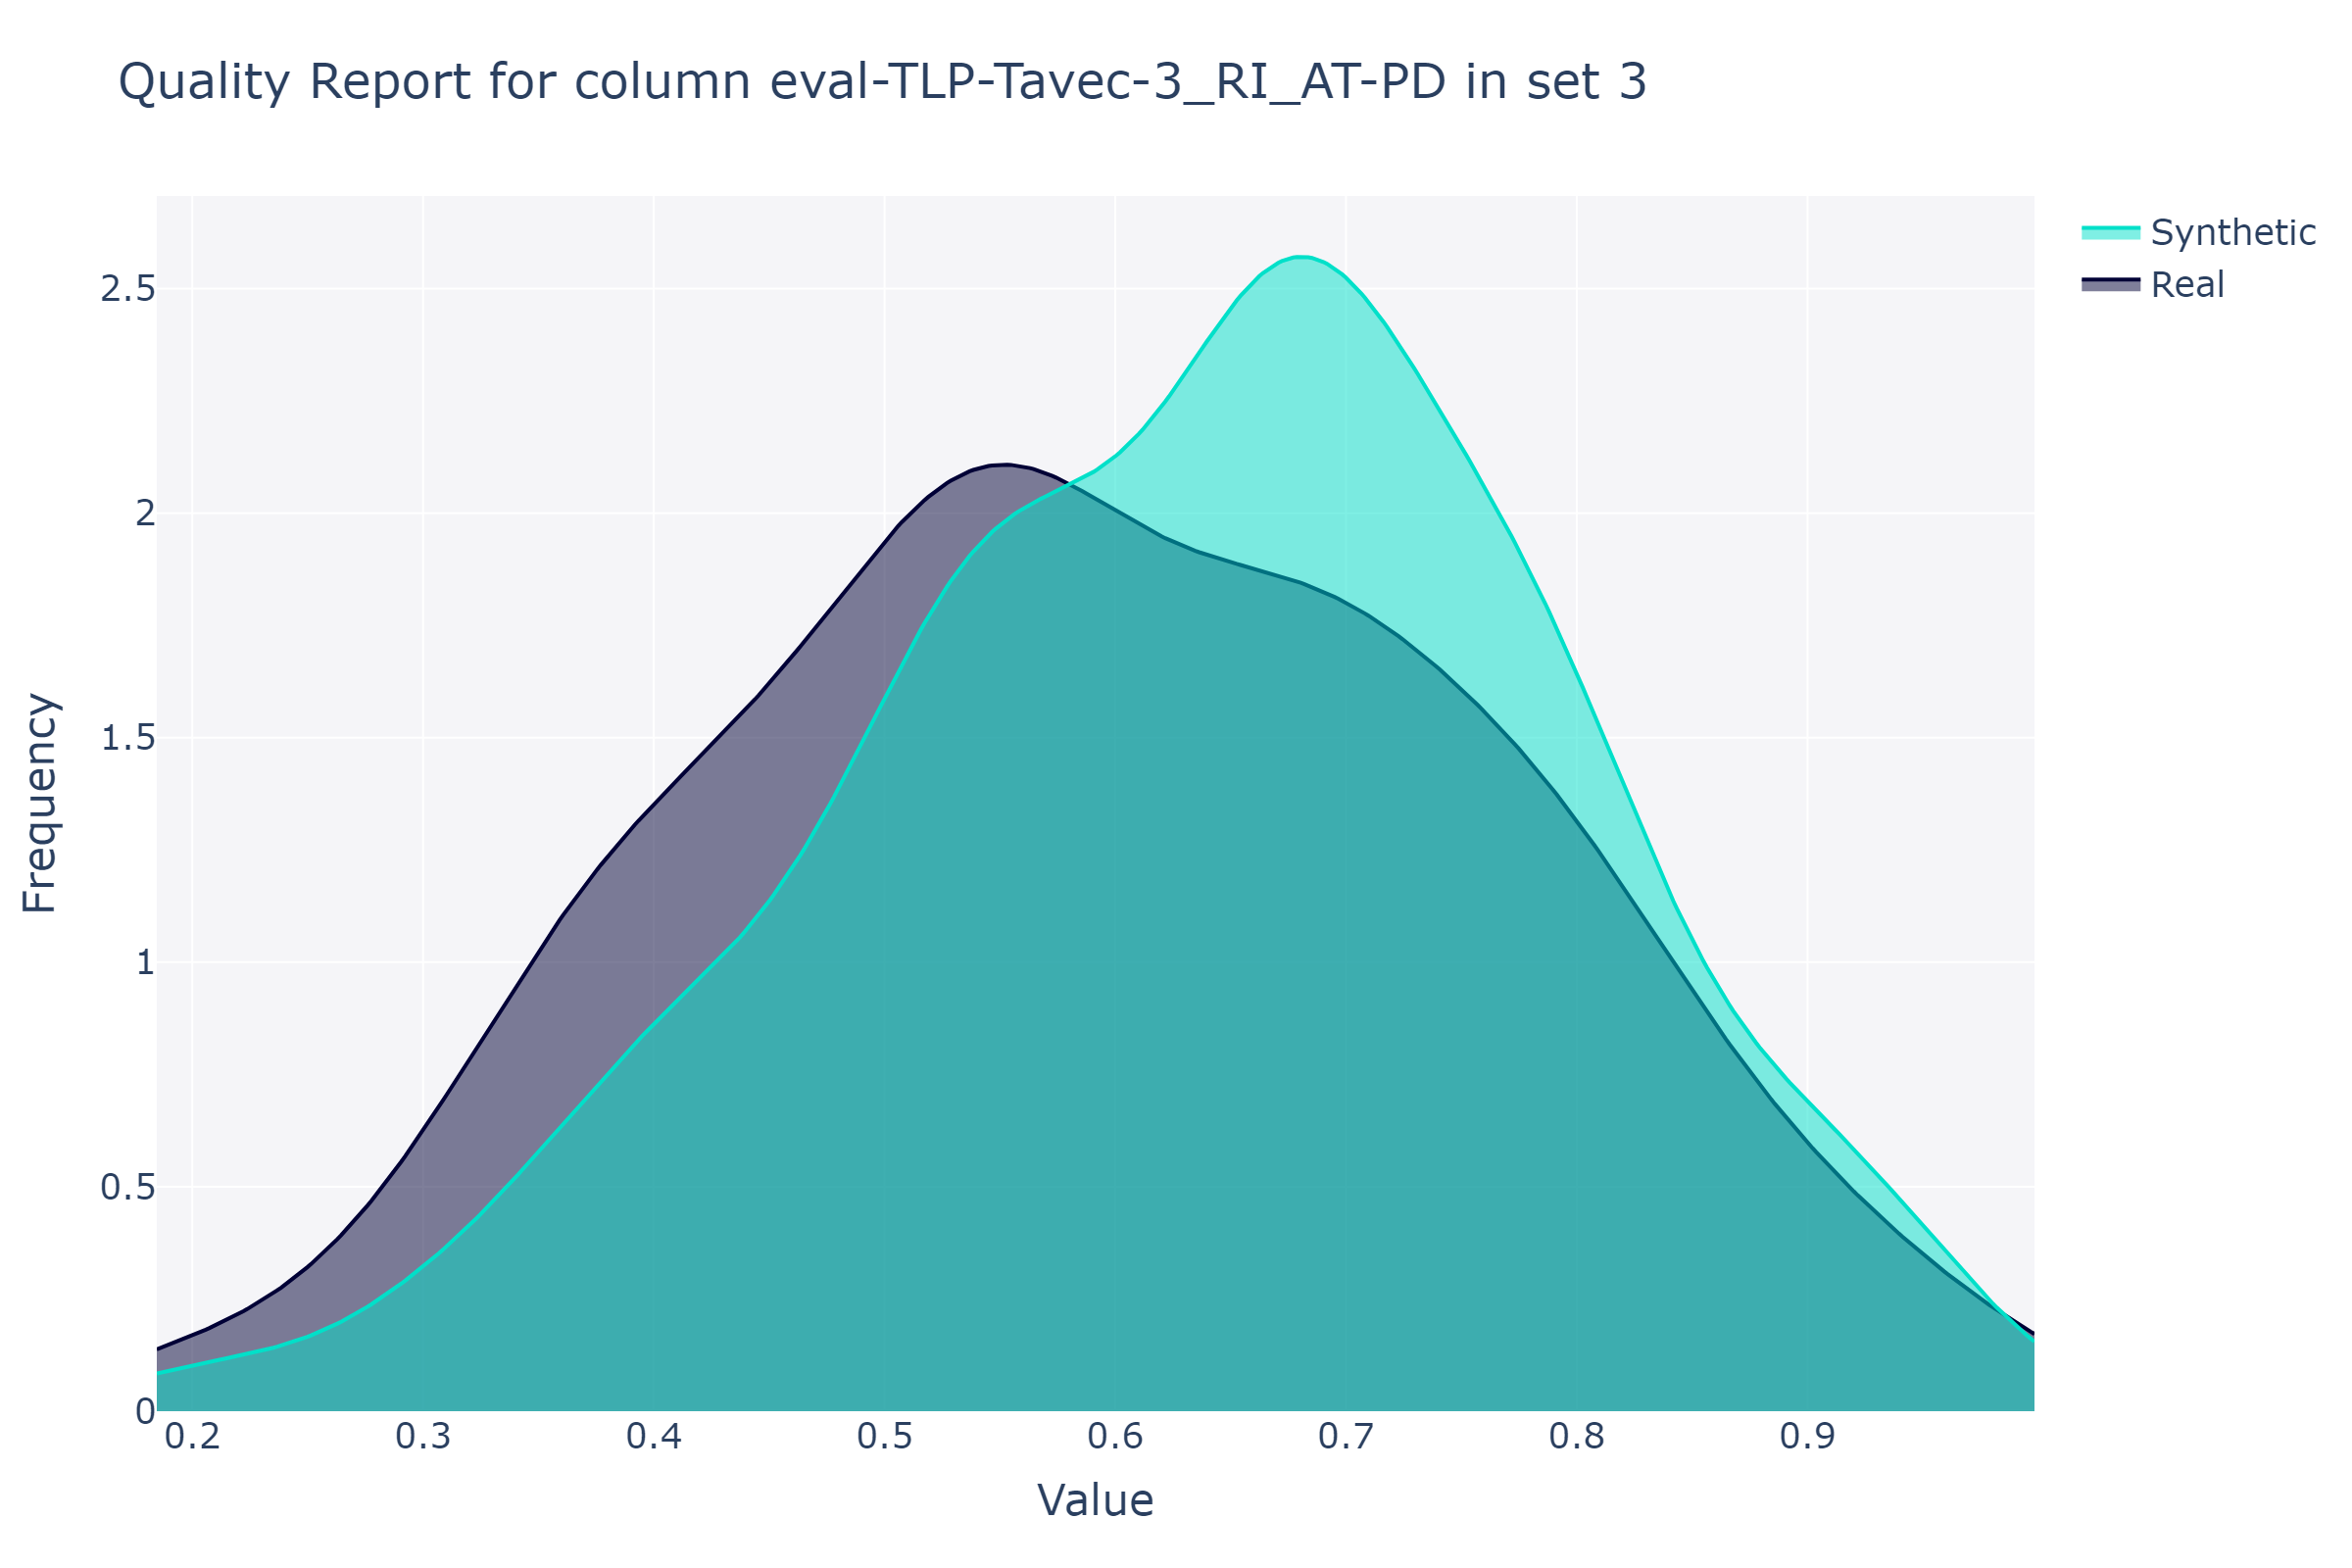 Quality Report for column eval-TLP-Tavec-3_RI_AT-PD in set 3
Synthetic
Real
2.5
2
1.5
1
0.5
0
Frequency
0.2 0.3 0.4 0.5 0.6 0.7 0.8 0.9
Value